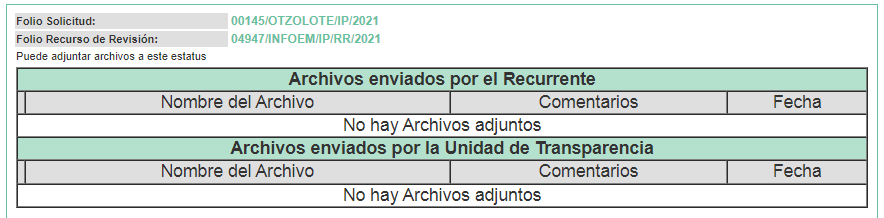 Folio Solicitud: 00145/OTZOLOTE/IP/2021
Folio Recurso de Revisión: 04947/INFOEM/IP/RR/2021
Puede adjuntar archivos a este estatus
Archivos enviados por el Recurrente
Nombre del Archivo Comentarios Fecha
No hay Archivos adjuntos
Archivos enviados por la Unidad de Transparencia
Nombre del Archivo Comentarios Fecha
No hay Archivos adjuntos